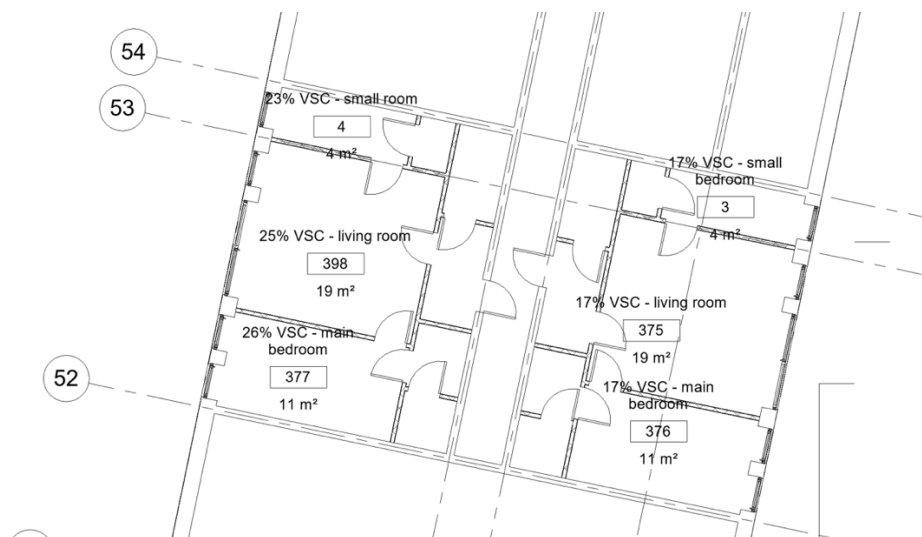 54
53
23% VSC - small room
4
4 m²
17% VSC - small
bedroom
3
4 m²
25% VSC - living room
398
19 m²
17% VSC - living room
375
19 m²
26% VSC - main
bedroom
377
11 m²
52
17% VSC - main
bedroom
376
11 m²